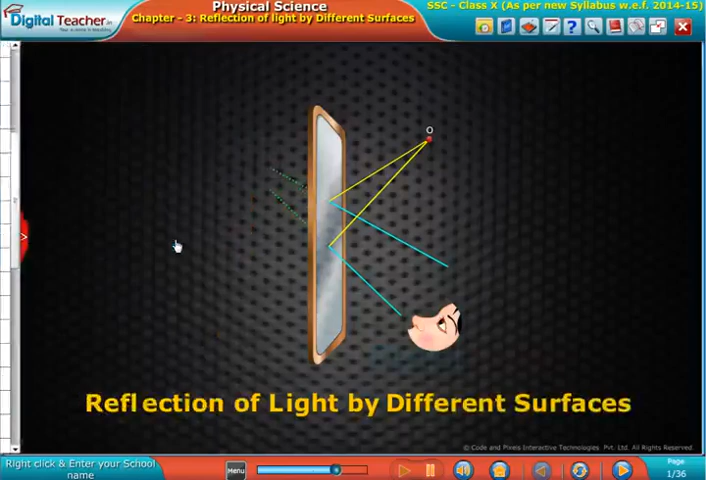 Digital Teacher.in
Physical Science
Chapter - 3: Reflection of light by Different Surfaces
SSC - Class X (As per new Syllabus w.e.f. 2014-15)
O
Reflection of Light by Different Surfaces
© Code and Pixels Interactive Technologies Pvt. Ltd. All Rights Reserved.
Right click & Enter your School
name
Menu
Page
1/36